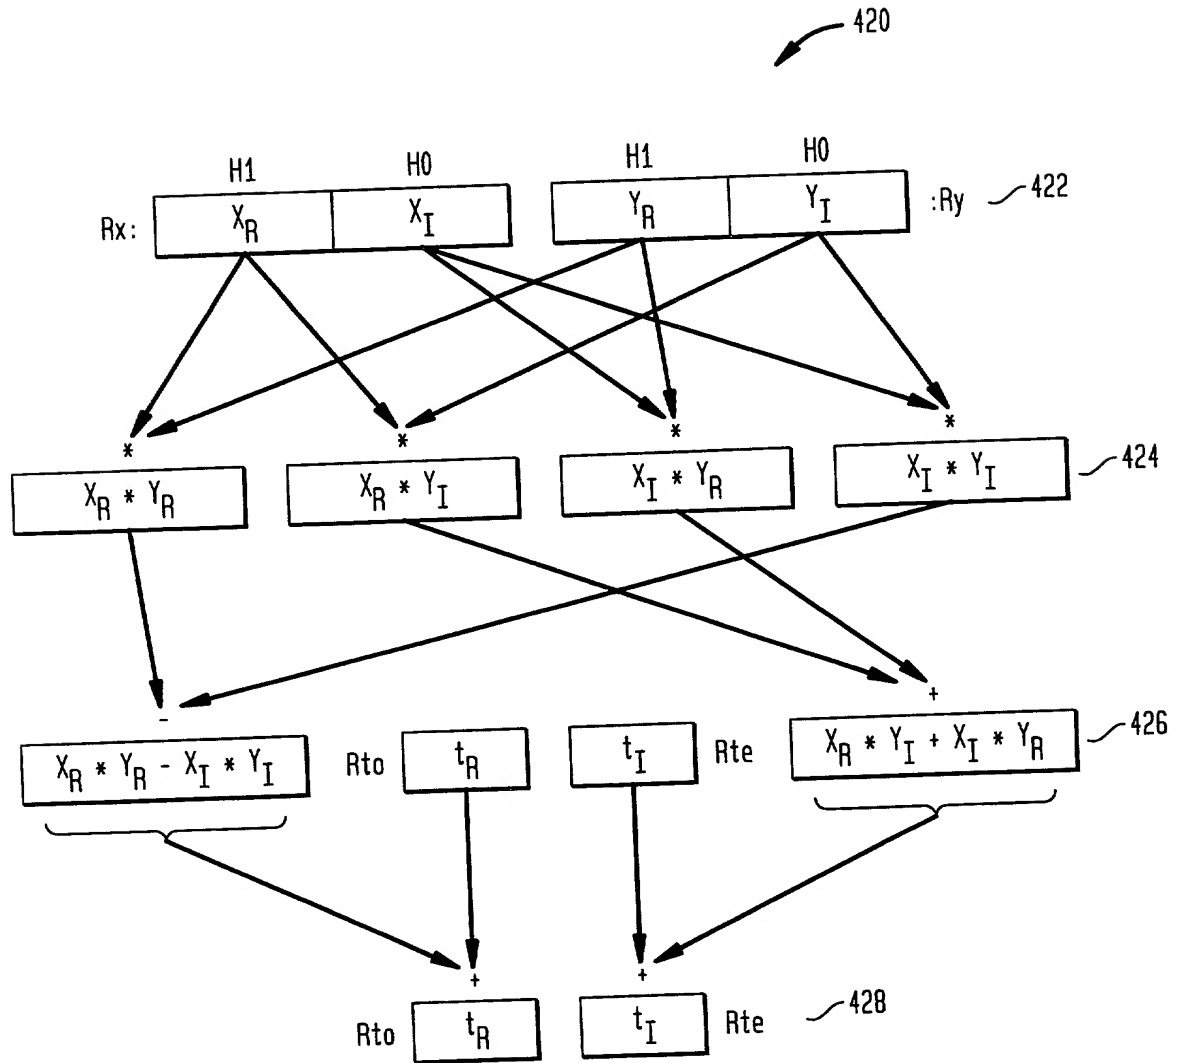 420
H1 H0 H1 H0
Rx: X_R X_I Y_R Y_I :Ry 422
* * * *
X_R * Y_R X_R * Y_I X_I * Y_R X_I * Y_I 424
- +
X_R * Y_R - X_I * Y_I Rto t_R t_I Rte X_R * Y_I + X_I * Y_R 426
+ +
Rto t_R t_I Rte 428